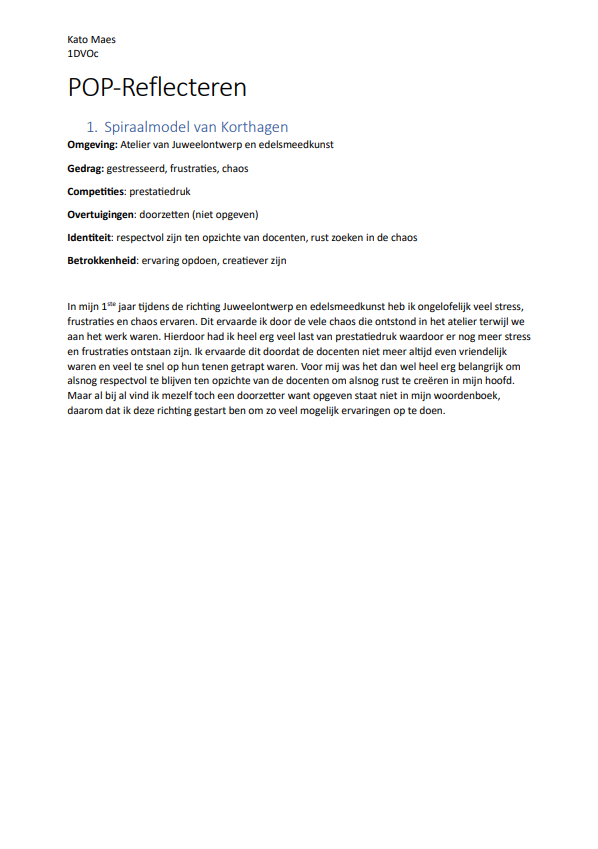 Kato Maes
1DVOc
POP-Reflecteren
1. Spiraalmodel van Korthagen
Omgeving: Atelier van Juweelontwerp en edelsmeedkunst
Gedrag: gestresseerd, frustraties, chaos
Competities: prestatiedruk
Overtuigingen: doorzetten (niet opgeven)
Identiteit: respectvol zijn ten opzichte van docenten, rust zoeken in de chaos
Betrokkenheid: ervaring opdoen, creatiever zijn
In mijn 1ste jaar tijdens de richting Juweelontwerp en edelsmeedkunst heb ik ongelofelijk veel stress,
frustraties en chaos ervaren. Dit ervaarde ik door de vele chaos die ontstond in het atelier terwijl we
aan het werk waren. Hierdoor had ik heel erg veel last van prestatiedruk waardoor er nog meer stress
en frustraties ontstaan zijn. Ik ervaarde dit doordat de docenten niet meer altijd even vriendelijk
waren en veel te snel op hun tenen getrapt waren. Voor mij was het dan wel heel erg belangrijk om
alsnog respectvol te blijven ten opzichte van de docenten om alsnog rust te creëren in mijn hoofd.
Maar al bij al vind ik mezelf toch een doorzetter want opgeven staat niet in mijn woordenboek,
daarom dat ik deze richting gestart ben om zo veel mogelijk ervaringen op te doen.